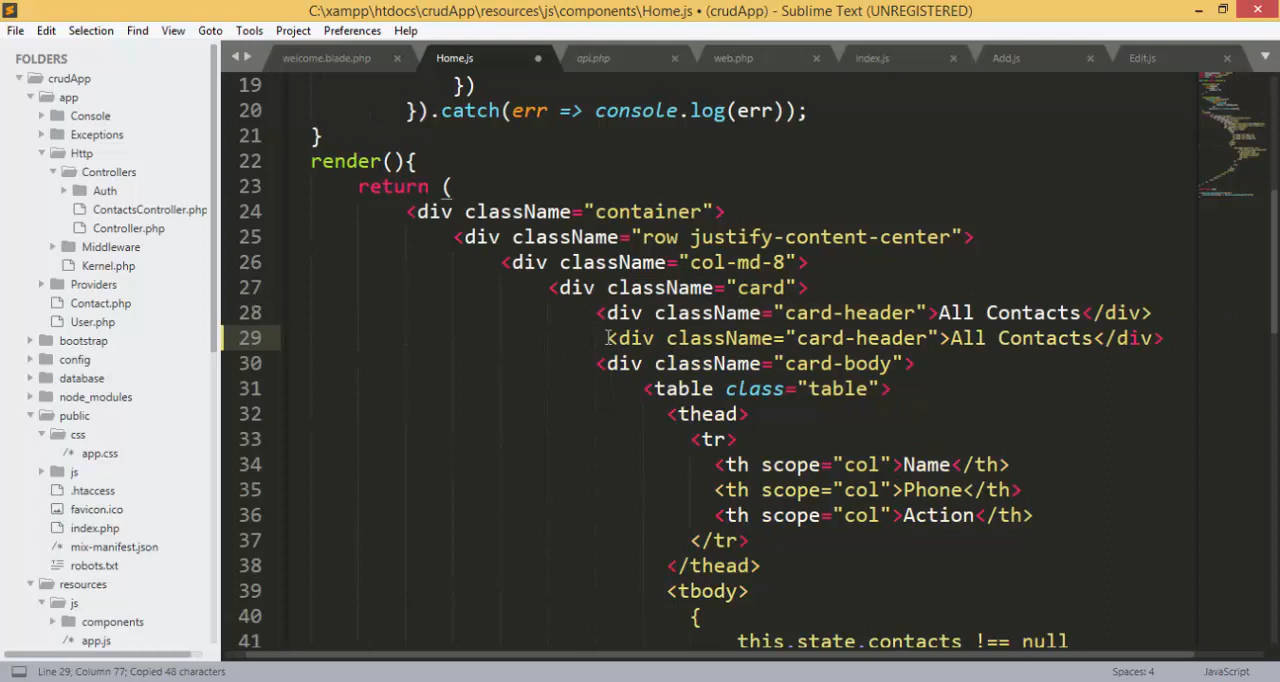 C:\xampp\htdocs\crudApp\resources\js\components\Home.js • (crudApp) - Sublime Text (UNREGISTERED)
File Edit Selection Find View Goto Tools Project Preferences Help
FOLDERS
crudApp
app
Console
Exceptions
Http
Controllers
Auth
ContactsController.php
Controller.php
Middleware
Kernel.php
Providers
Contact.php
User.php
bootstrap
config
database
node_modules
public
css
/* app.css
js
.htaccess
favicon.ico
index.php
/* mix-manifest.json
robots.txt
resources
js
components
/* app.js
welcome.blade.php Home.js api.php web.php index.js Add.js Edit.js
19 })
20 }).catch(err => console.log(err));
21 }
22 render(){
23 return (
24 <div className="container">
25 <div className="row justify-content-center">
26 <div className="col-md-8">
27 <div className="card">
28 <div className="card-header">All Contacts</div>
29 <div className="card-header">All Contacts</div>
30 <div className="card-body">
31 <table class="table">
32 <thead>
33 <tr>
34 <th scope="col">Name</th>
35 <th scope="col">Phone</th>
36 <th scope="col">Action</th>
37 </tr>
38 </thead>
39 <tbody>
40 {
41 this.state.contacts !== null
Line 29, Column 77; Copied 48 characters
Spaces: 4
JavaScript